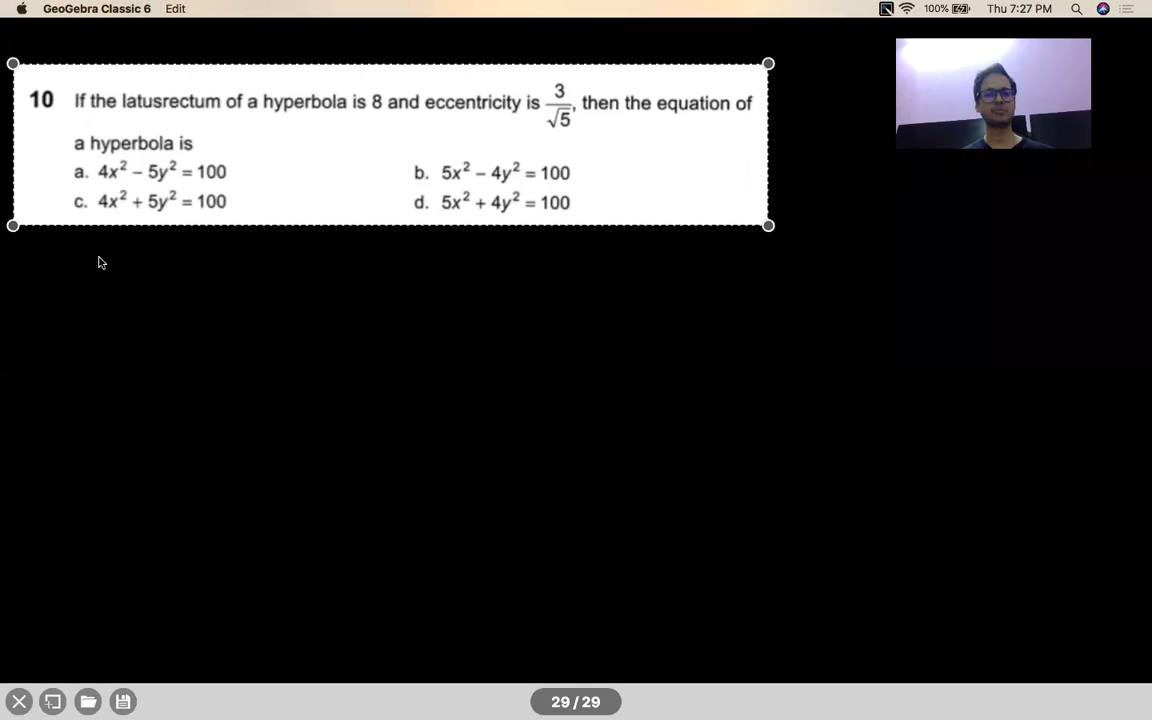 GeoGebra Classic 6 Edit 100% Thu 7:27 PM
10 If the latusrectum of a hyperbola is 8 and eccentricity is 3/√5, then the equation of
a hyperbola is
a. 4x² – 5y² = 100 b. 5x² – 4y² = 100
c. 4x² + 5y² = 100 d. 5x² + 4y² = 100
29 / 29